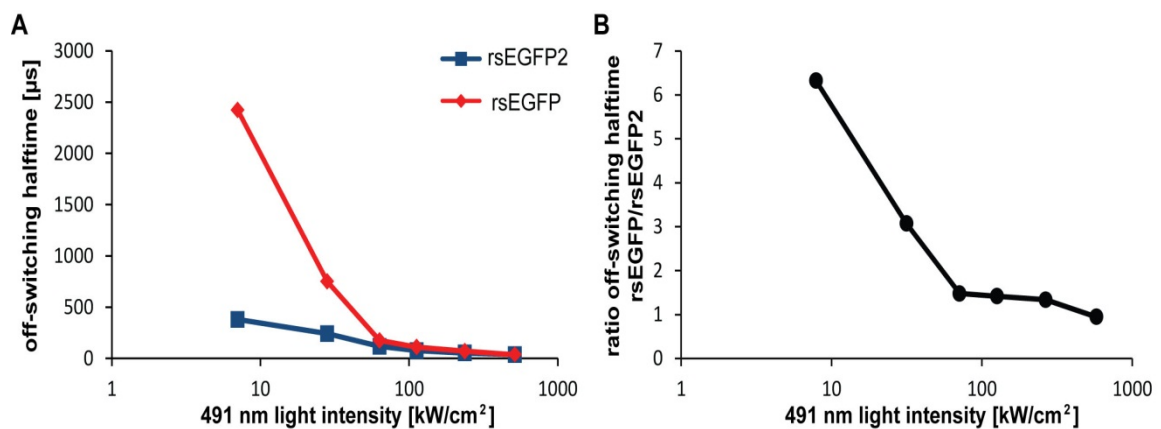 A
off-switching halftime [µs]
3000
2500
2000
1500
1000
500
0
1
10
100
1000
491 nm light intensity [kW/cm²]
rsEGFP2
rsEGFP
B
ratio off-switching halftime
rsEGFP/rsEGFP2
7
6
5
4
3
2
1
0
1
10
100
1000
491 nm light intensity [kW/cm²]